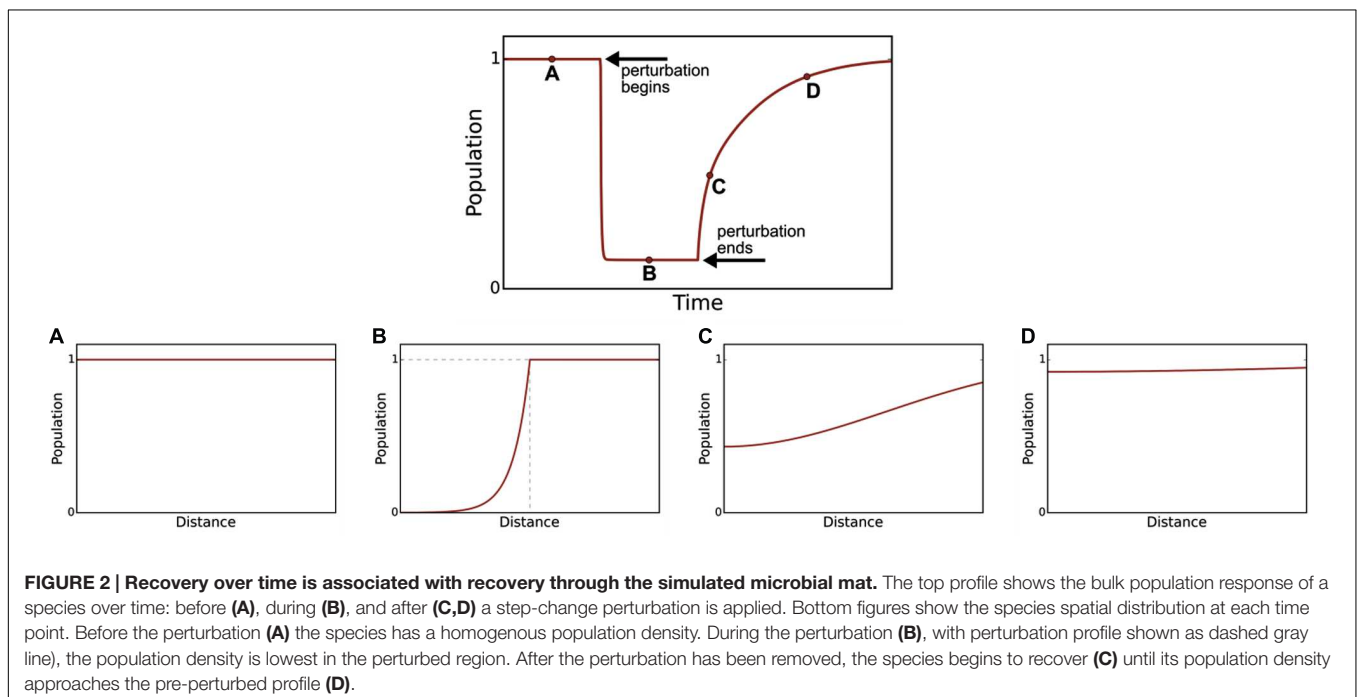 1
A
perturbation
begins
D
Population
C
perturbation
ends
B
0
Time
A
1
Population
0
Distance
B
1
Population
0
Distance
C
1
Population
0
Distance
D
1
Population
0
Distance
FIGURE 2 | Recovery over time is associated with recovery through the simulated microbial mat. The top profile shows the bulk population response of a
species over time: before (A), during (B), and after (C,D) a step-change perturbation is applied. Bottom figures show the species spatial distribution at each time
point. Before the perturbation (A) the species has a homogenous population density. During the perturbation (B), with perturbation profile shown as dashed gray
line), the population density is lowest in the perturbed region. After the perturbation has been removed, the species begins to recover (C) until its population density
approaches the pre-perturbed profile (D).